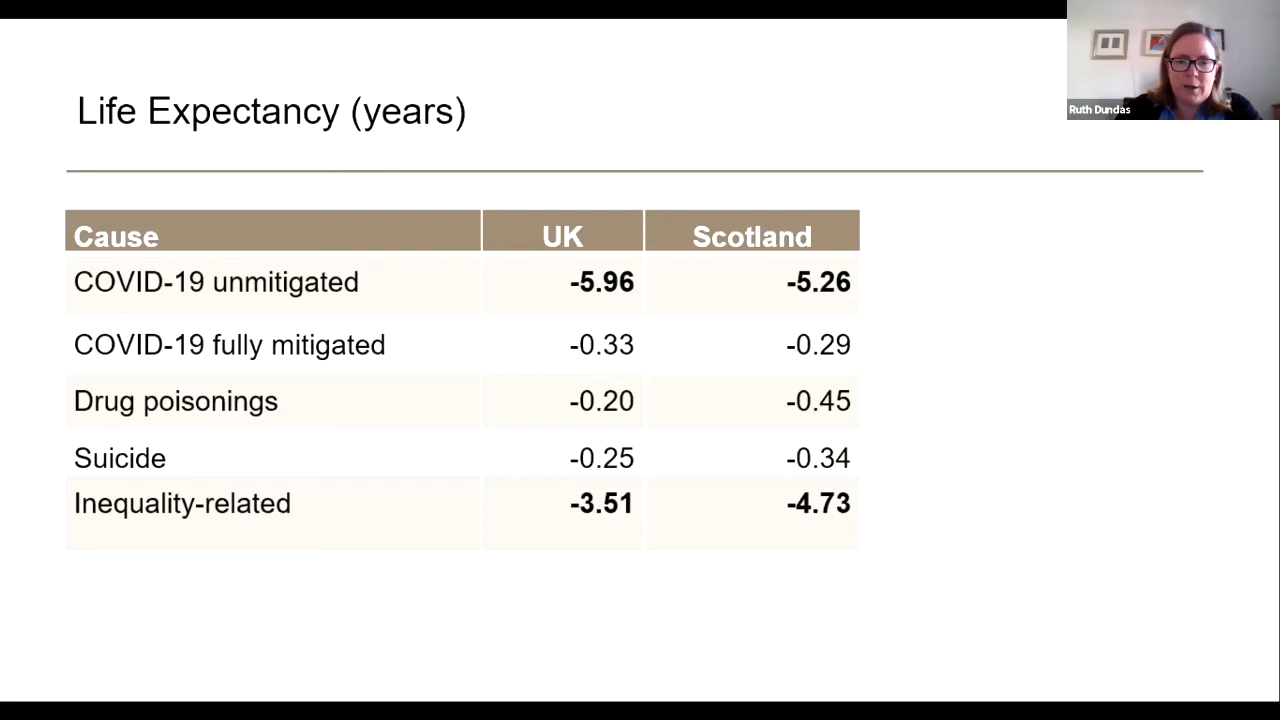 Ruth Dundas
Life Expectancy (years)
Cause UK Scotland
COVID-19 unmitigated -5.96 -5.26
COVID-19 fully mitigated -0.33 -0.29
Drug poisonings -0.20 -0.45
Suicide -0.25 -0.34
Inequality-related -3.51 -4.73